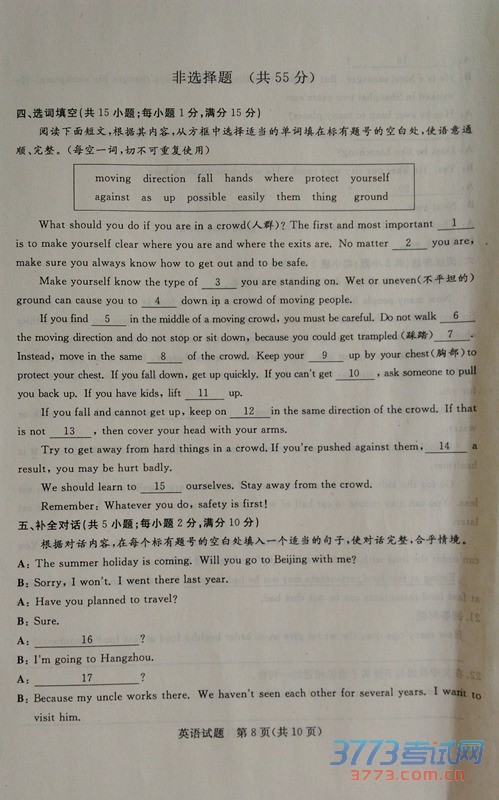 非选择题 (共55分)
四、选词填空(共15小题;每小题1分,满分15分)
阅读下面短文,根据其内容,从方框中选择适当的单词填在标有题号的空白处,使语意通
顺、完整。(每空一词,切不可重复使用)
moving direction fall hands where protect yourself
against as up possible easily them thing ground
What should you do if you are in a crowd(人群)? The first and most important 1
is to make yourself clear where you are and where the exits are. No matter 2 you are,
make sure you always know how to get out and to be safe.
Make yourself know the type of 3 you are standing on. Wet or uneven(不平坦的)
ground can cause you to 4 down in a crowd of moving people.
If you find 5 in the middle of a moving crowd, you must be careful. Do not walk 6
the moving direction and do not stop or sit down, because you could get trampled (踩踏) 7 .
Instead, move in the same 8 of the crowd. Keep your 9 up by your chest(胸部) to
protect your chest. If you fall down, get up quickly. If you can't get 10 , ask someone to pull
you back up. If you have kids, lift 11 up.
If you fall and cannot get up, keep on 12 in the same direction of the crowd. If that
is not 13 , then cover your head with your arms.
Try to get away from hard things in a crowd. If you're pushed against them, 14 a
result, you may be hurt badly.
We should learn to 15 ourselves. Stay away from the crowd.
Remember: Whatever you do, safety is first!
五、补全对话(共5小题;每小题2分,满分10分)
根据对话内容,在每个标有题号的空白处填入一个适当的句子,使对话完整,合乎情境。
A: The summer holiday is coming. Will you go to Beijing with me?
B: Sorry, I won't. I went there last year.
A: Have you planned to travel?
B: Sure.
A: 16 ?
B: I'm going to Hangzhou.
A: 17 ?
B: Because my uncle works there. We haven't seen each other for several years. I want to
visit him.
英语试题 第8页(共10页)
3773考试网
3773.com.cn